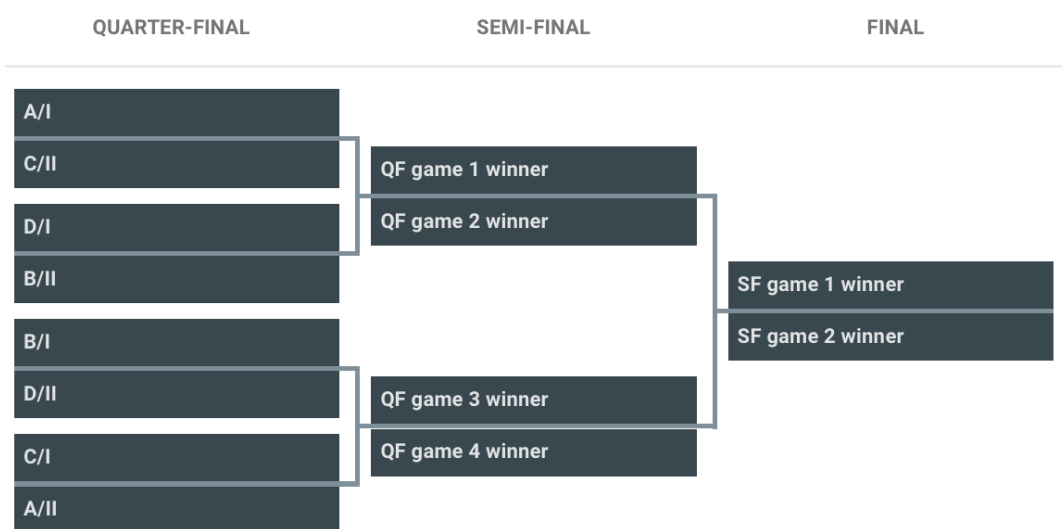 QUARTER-FINAL SEMI-FINAL FINAL
A/I
C/II
D/I
B/II
B/I
D/II
C/I
A/II
QF game 1 winner
QF game 2 winner
QF game 3 winner
QF game 4 winner
SF game 1 winner
SF game 2 winner